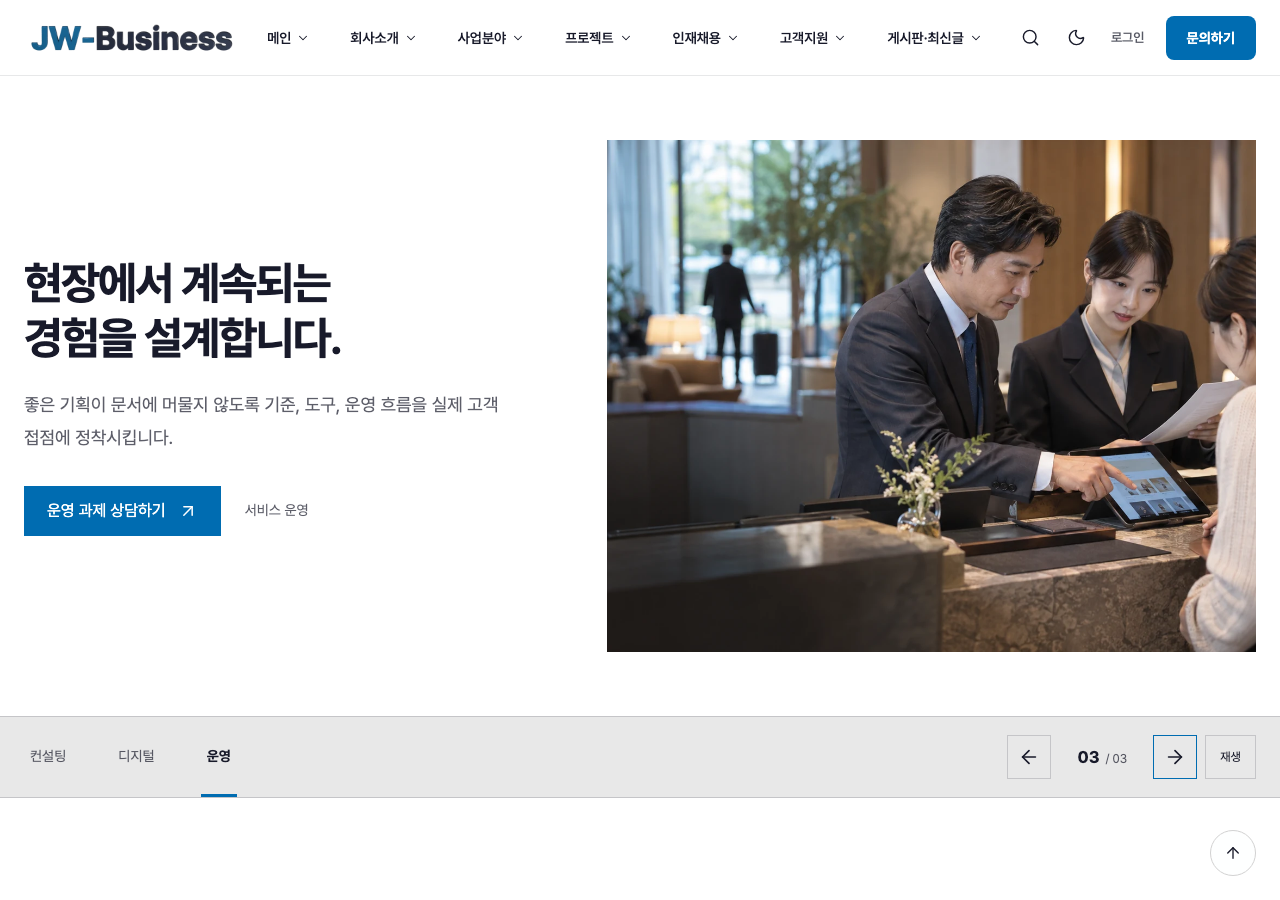 JW-Business
메인
회사소개
사업분야
프로젝트
인재채용
고객지원
게시판·최신글
로그인
문의하기
현장에서 계속되는
경험을 설계합니다.
좋은 기획이 문서에 머물지 않도록 기준, 도구, 운영 흐름을 실제 고객
접점에 정착시킵니다.
운영 과제 상담하기
서비스 운영
컨설팅
디지털
운영
03 / 03
재생